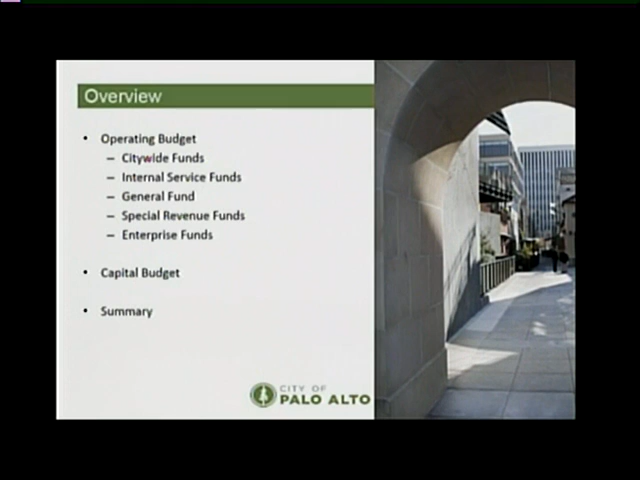 Overview
• Operating Budget
– Citywide Funds
– Internal Service Funds
– General Fund
– Special Revenue Funds
– Enterprise Funds
• Capital Budget
• Summary
CITY OF
PALO ALTO